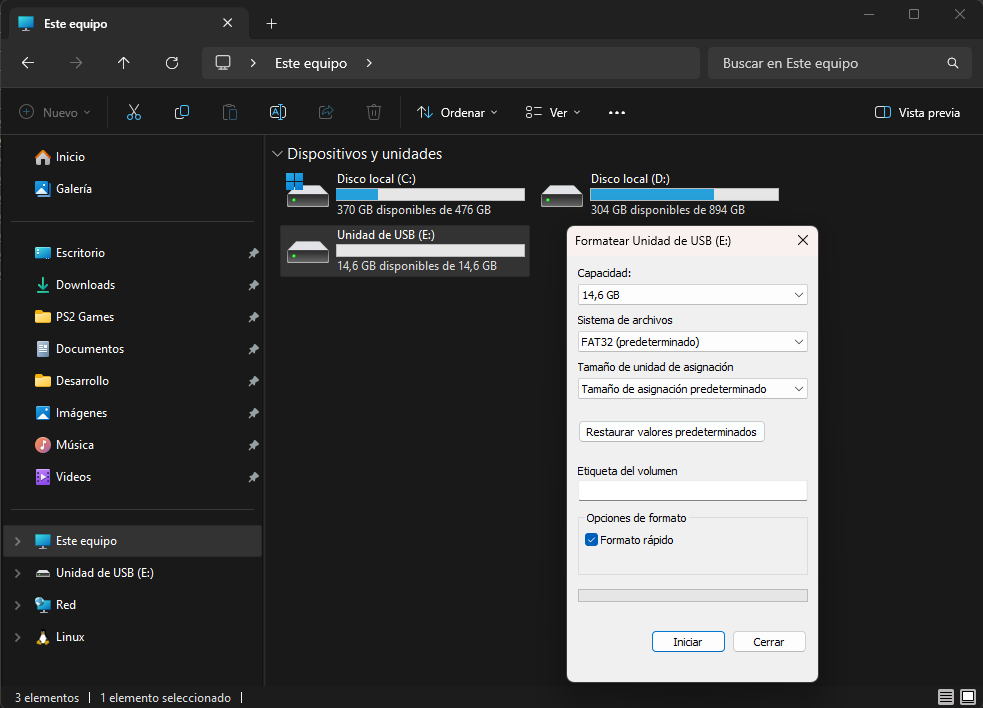 Este equipo
Este equipo
Buscar en Este equipo
Nuevo
Ordenar
Ver
Vista previa
Inicio
Galería
Escritorio
Downloads
PS2 Games
Documentos
Desarrollo
Imágenes
Música
Videos
Este equipo
Unidad de USB (E:)
Red
Linux
Dispositivos y unidades
Disco local (C:)
370 GB disponibles de 476 GB
Disco local (D:)
304 GB disponibles de 894 GB
Unidad de USB (E:)
14,6 GB disponibles de 14,6 GB
Formatear Unidad de USB (E:)
Capacidad:
14,6 GB
Sistema de archivos
FAT32 (predeterminado)
Tamaño de unidad de asignación
Tamaño de asignación predeterminado
Restaurar valores predeterminados
Etiqueta del volumen
Opciones de formato
Formato rápido
Iniciar
Cerrar
3 elementos
1 elemento seleccionado